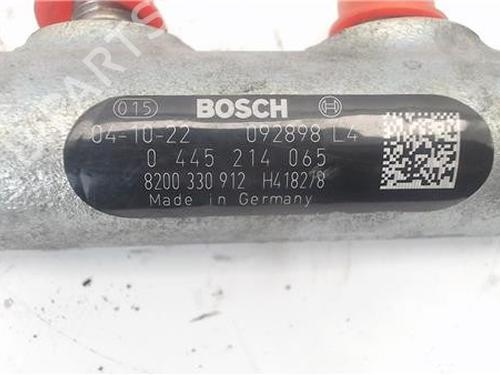 015 BOSCH
04-10-22 092898 L4
0 445 214 065
8200 330 912 H418278
Made in Germany